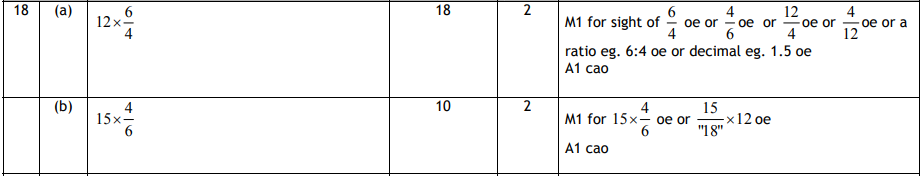 18 (a) 12×6/4 18 2 M1 for sight of 6/4 oe or 4/6 oe or 12/4 oe or 4/12 oe or a
ratio eg. 6:4 oe or decimal eg. 1.5 oe
A1 cao
(b) 15×4/6 10 2 M1 for 15×4/6 oe or 15/"18"×12 oe
A1 cao